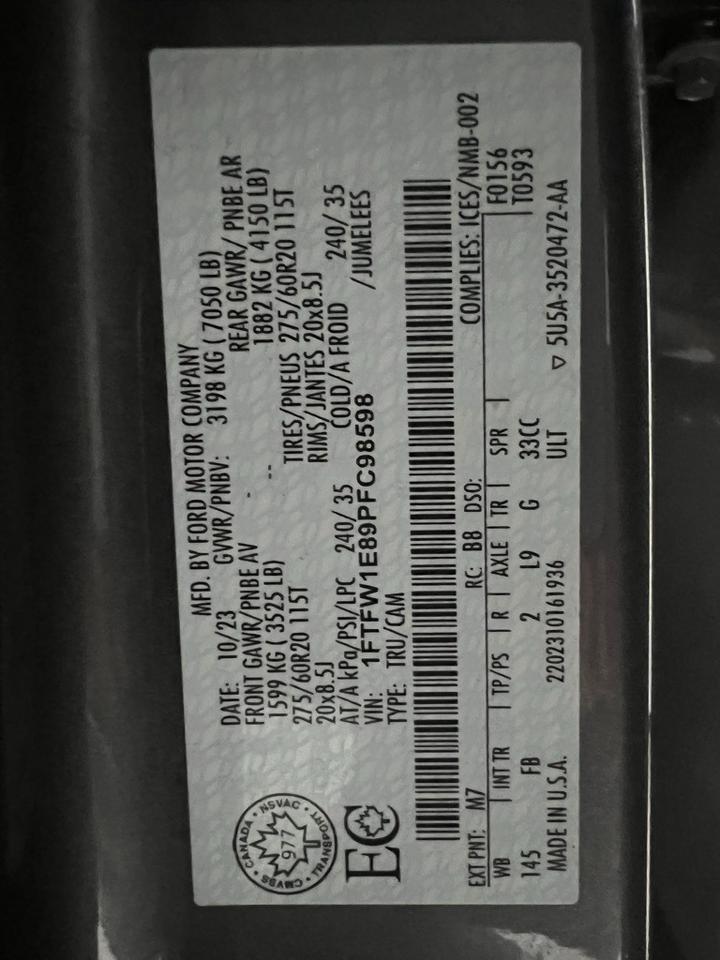 MFD. BY FORD MOTOR COMPANY
DATE: 10/23 GVWR/PNBV: 3198 KG ( 7050 LB)
FRONT GAWR/PNBE AV - REAR GAWR/ PNBE AR
1599 KG ( 3525 LB) -- 1882 KG ( 4150 LB)
275/60R20 115T TIRES/PNEUS 275/60R20 115T
20x8.5J RIMS/JANTES 20x8.5J
AT/A kPa/PSI/LPC 240/ 35 COLD/A FROID 240/ 35
VIN: 1FTFW1E89PFC98598 /JUMELEES
TYPE: TRU/CAM
CANADA • NSVAC • TRANSPORT • CMVSS •
977
EC
COMPLIES: ICES/NMB-002
EXT PNT: M7 RC: B8 DSO: F0156
WB | INT TR | TP/PS | R | AXLE | TR | SPR | T0593
145 FB 2 L9 G 33CC
ULT
MADE IN U.S.A. 2202310161936 ▽ 5U5A-3520472-AA